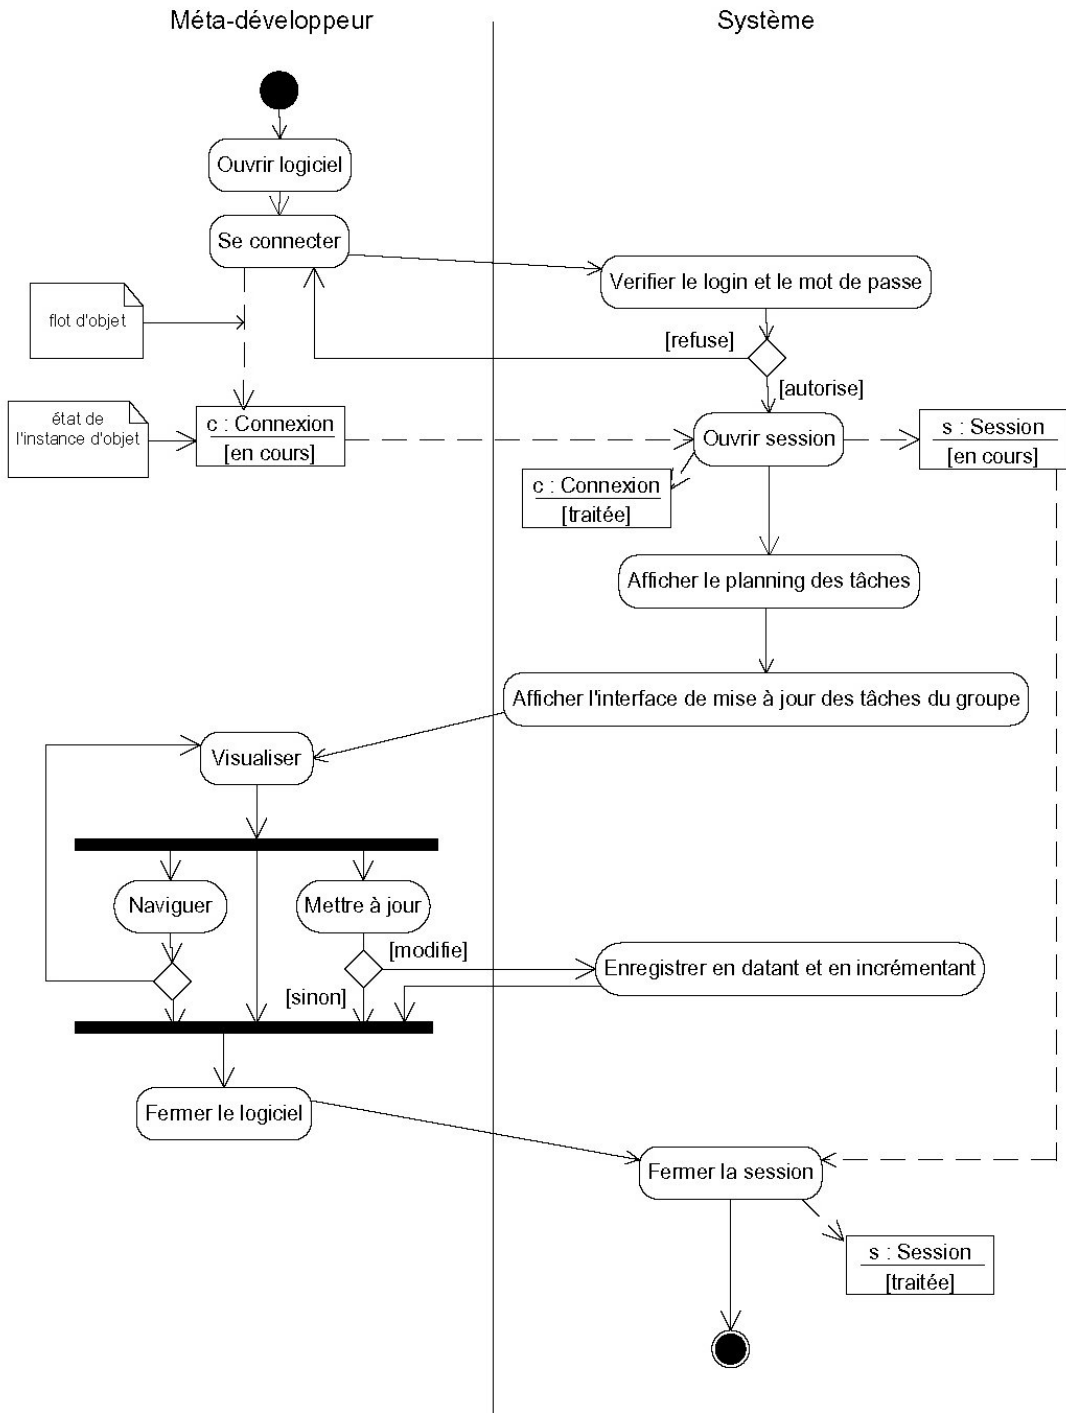 Méta-développeur
Système
Ouvrir logiciel
Se connecter
Verifier le login et le mot de passe
flot d'objet
[refuse]
[autorise]
état de
l'instance d'objet
c : Connexion
[en cours]
Ouvrir session
s : Session
[en cours]
c : Connexion
[traitée]
Afficher le planning des tâches
Afficher l'interface de mise à jour des tâches du groupe
Visualiser
Naviguer
Mettre à jour
[modifie]
Enregistrer en datant et en incrémentant
[sinon]
Fermer le logiciel
Fermer la session
s : Session
[traitée]